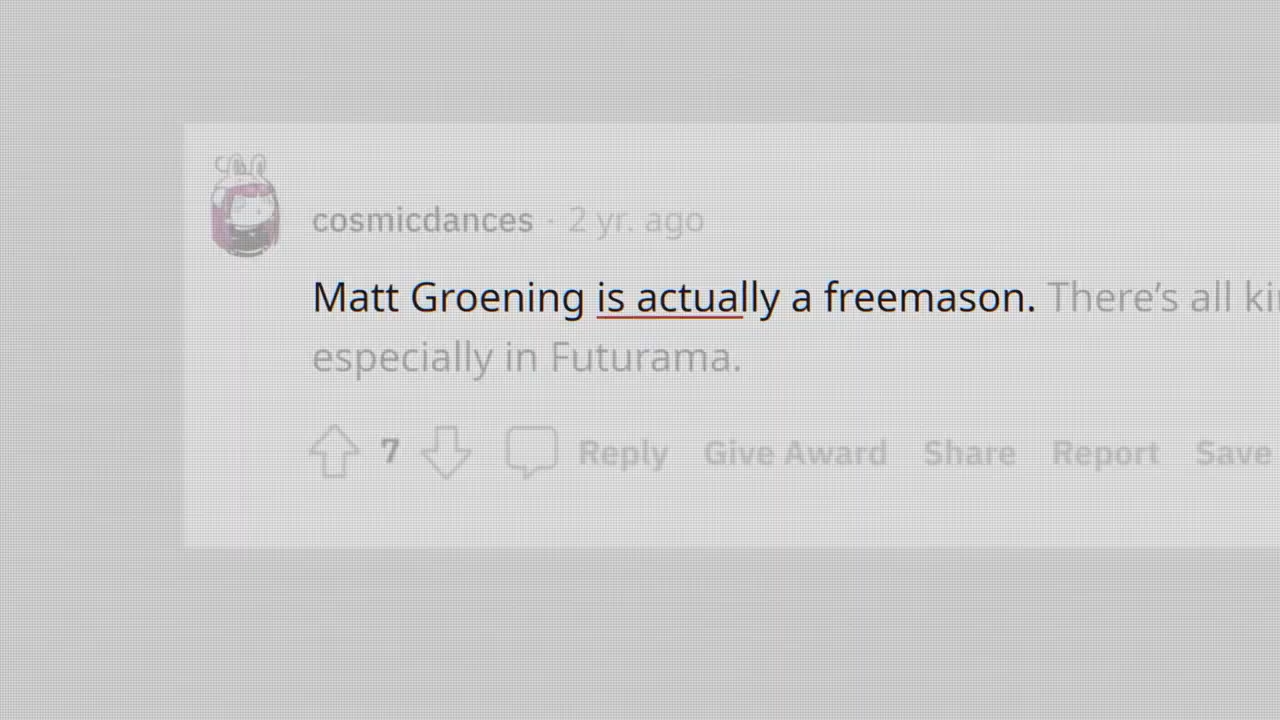 cosmicdances · 2 yr. ago
Matt Groening is actually a freemason. There's all
especially in Futurama.
7 Reply Give Award Share Report Save